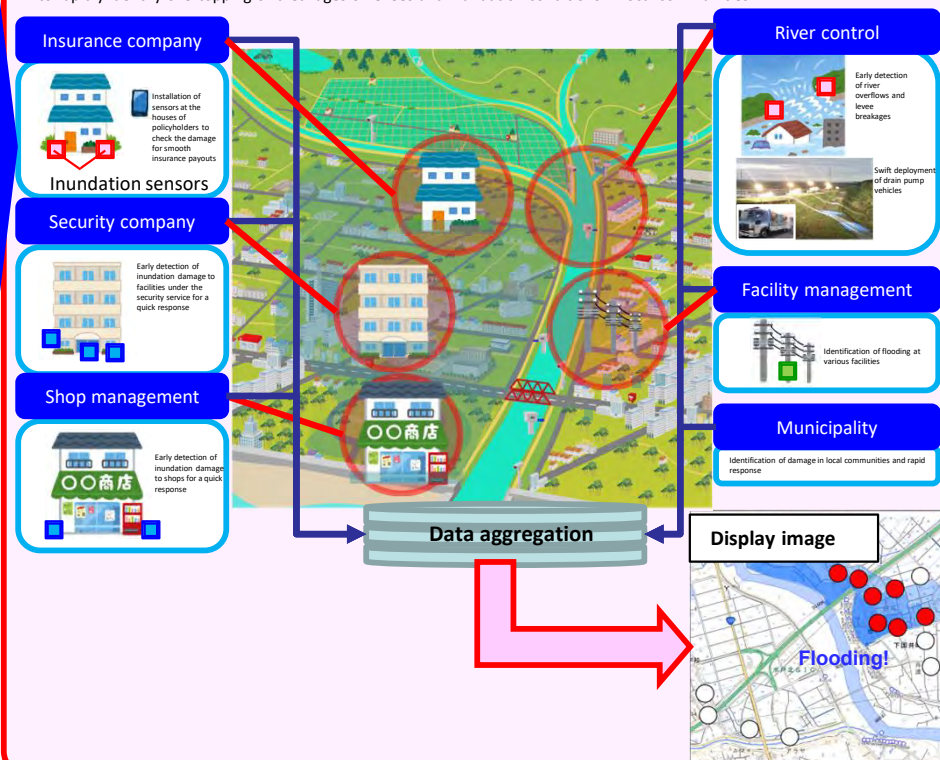 Insurance company
Installation of
sensors at the
houses of
policyholders to
check the damage
for smooth
insurance payouts
Inundation sensors
Security company
Early detection of
inundation damage to
facilities under the
security service for a
quick response
Shop management
Early detection of
inundation damage
to shops for a quick
response
〇〇商店
〇〇商店
River control
Early detection
of river
overflows and
levee
breakages
Swift deployment
of drain pump
vehicles
Facility management
Identification of flooding at
various facilities
Municipality
Identification of damage in local communities and rapid
response
Data aggregation
Display image
Flooding!